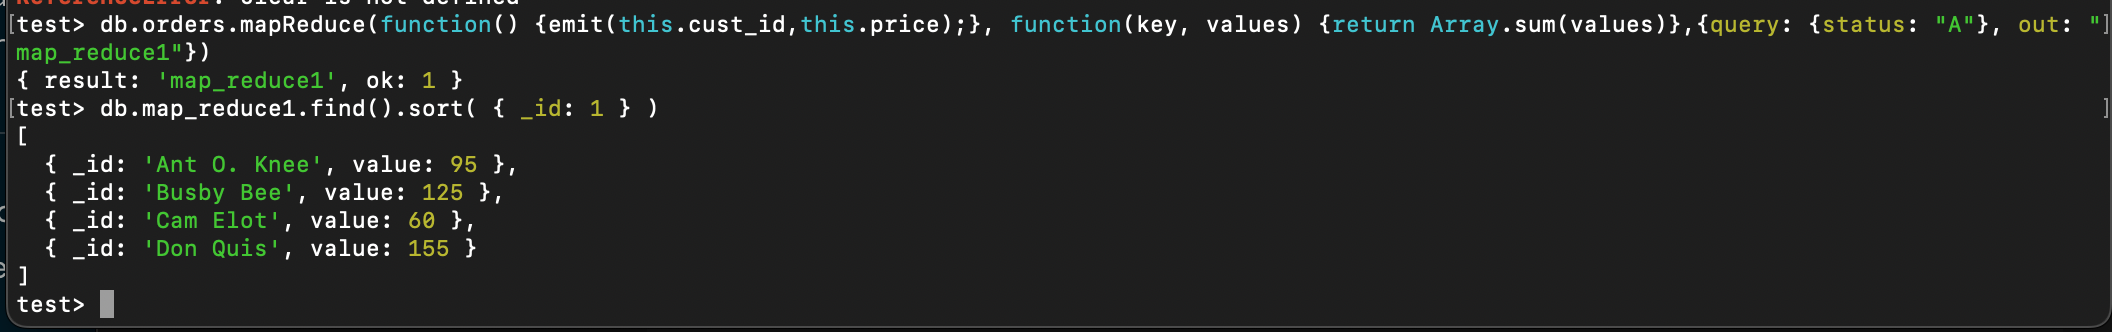 [test> db.orders.mapReduce(function() {emit(this.cust_id,this.price);}, function(key, values) {return Array.sum(values)},{query: {status: "A"}, out: "]
map_reduce1"})
{ result: 'map_reduce1', ok: 1 }
[test> db.map_reduce1.find().sort( { _id: 1 } ) ]
[
  { _id: 'Ant O. Knee', value: 95 },
  { _id: 'Busby Bee', value: 125 },
  { _id: 'Cam Elot', value: 60 },
  { _id: 'Don Quis', value: 155 }
]
test>